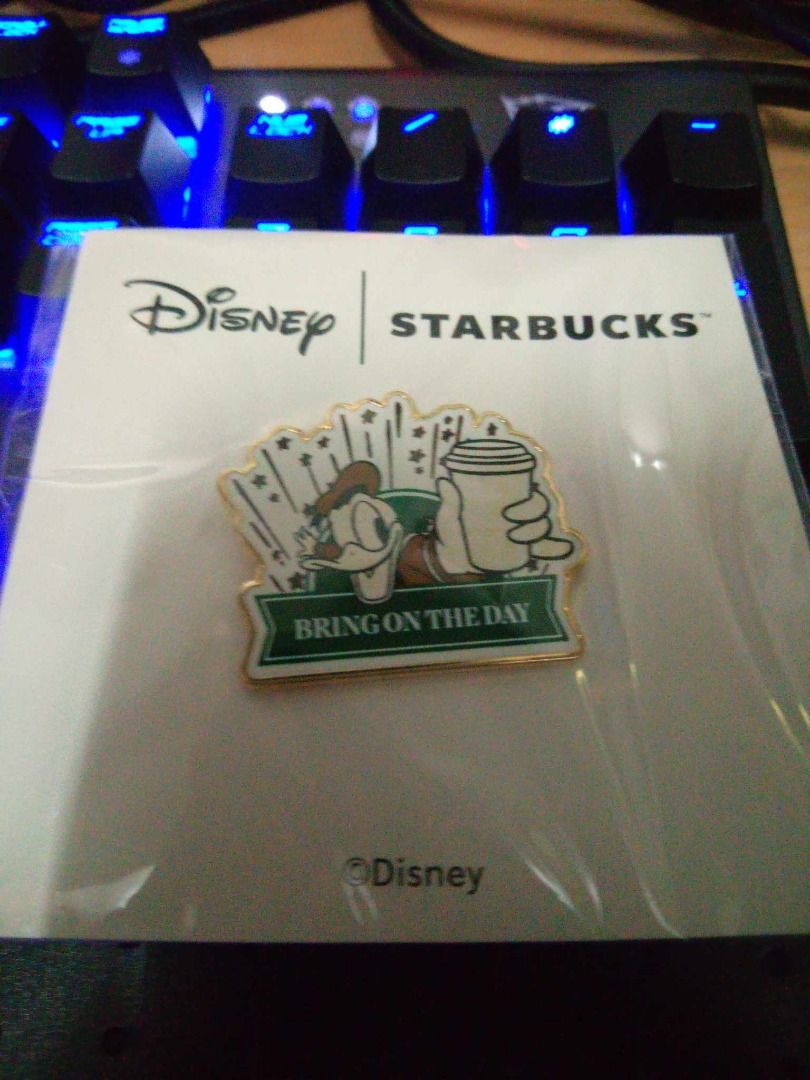 DISNEY | STARBUCKS™
BRING ON THE DAY
©Disney